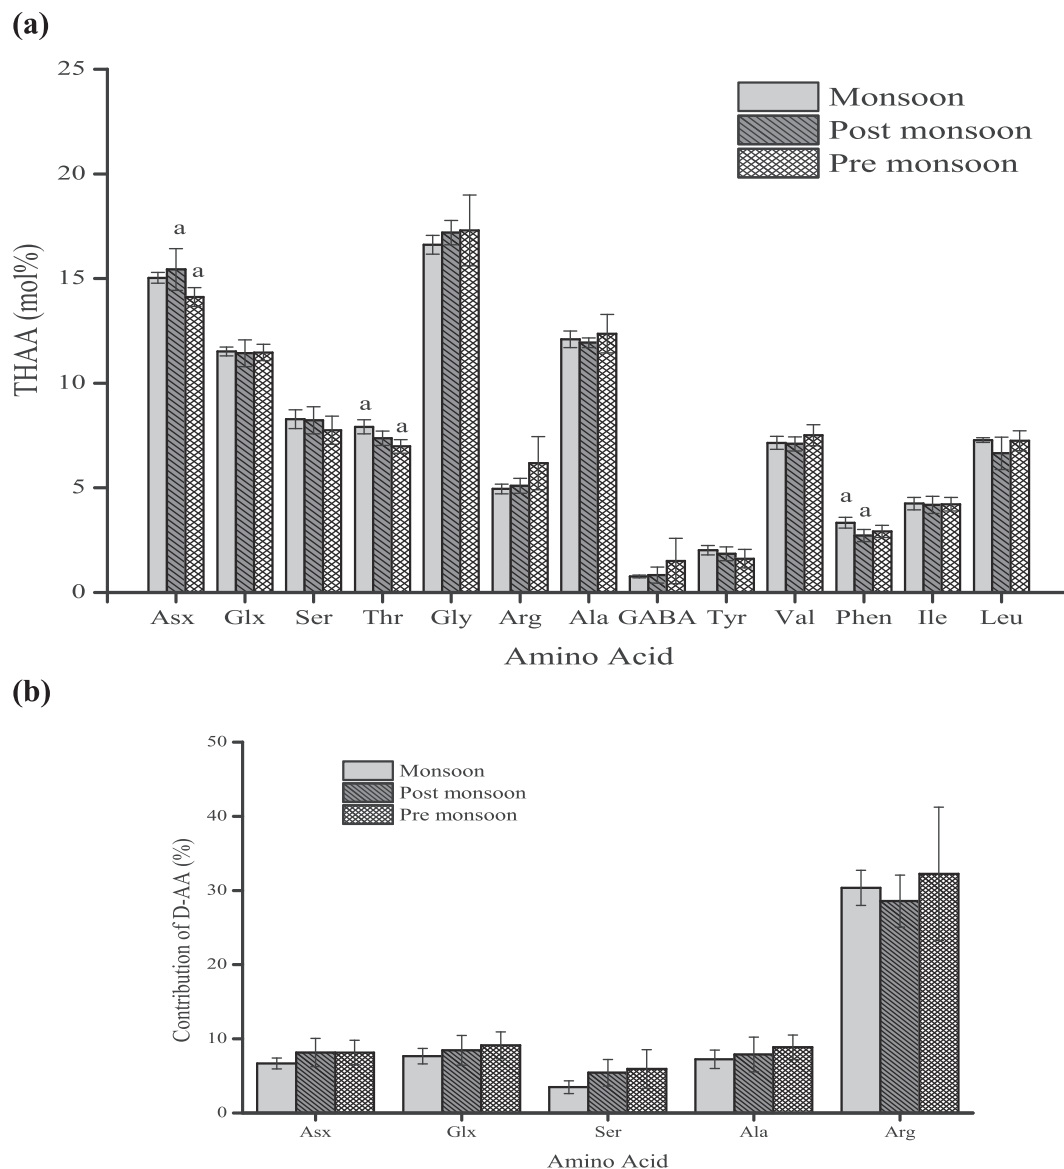 (a)
25
20
15
10
5
0
THAA (mol%)
Monsoon
Post monsoon
Pre monsoon
a
a
a
a
a
a
Asx Glx Ser Thr Gly Arg Ala GABA Tyr Val Phen Ile Leu
Amino Acid
(b)
50
40
30
20
10
0
Contribution of D-AA (%)
Monsoon
Post monsoon
Pre monsoon
Asx Glx Ser Ala Arg
Amino Acid